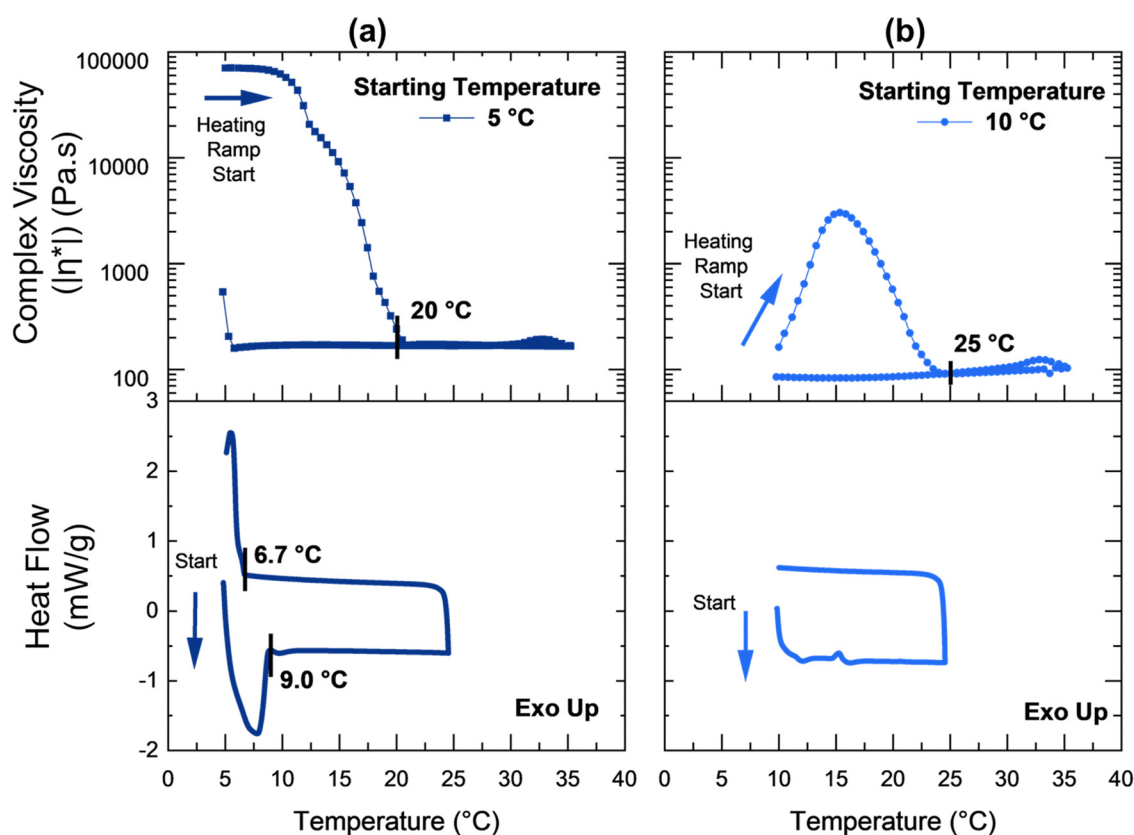 (a)
(b)
Complex Viscosity
(|η*|) (Pa.s)
100000
1000
100
Starting Temperature
5 °C
Heating
Ramp
Start
20 °C
Starting Temperature
10 °C
Heating
Ramp
Start
25 °C
Heat Flow
(mW/g)
3
2
1
0
-1
-2
Start
6.7 °C
9.0 °C
Exo Up
Start
Exo Up
0 5 10 15 20 25 30 35 40
0 5 10 15 20 25 30 35 40
Temperature (°C)
Temperature (°C)